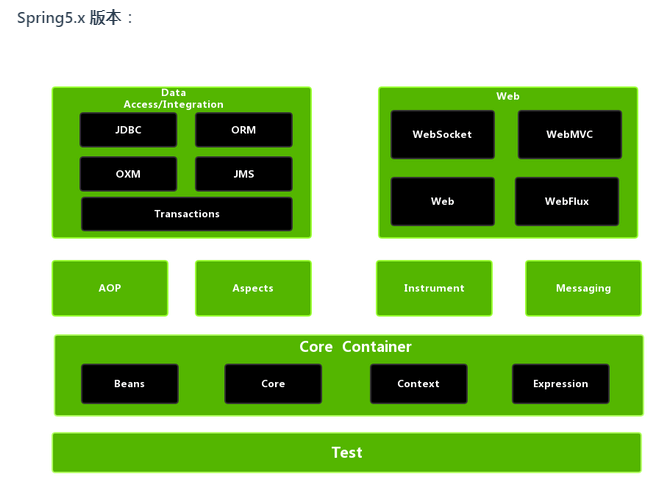 Spring5.x 版本：
Data
Access/Integration
JDBC
ORM
OXM
JMS
Transactions
Web
WebSocket
WebMVC
Web
WebFlux
AOP
Aspects
Instrument
Messaging
Core Container
Beans
Core
Context
Expression
Test